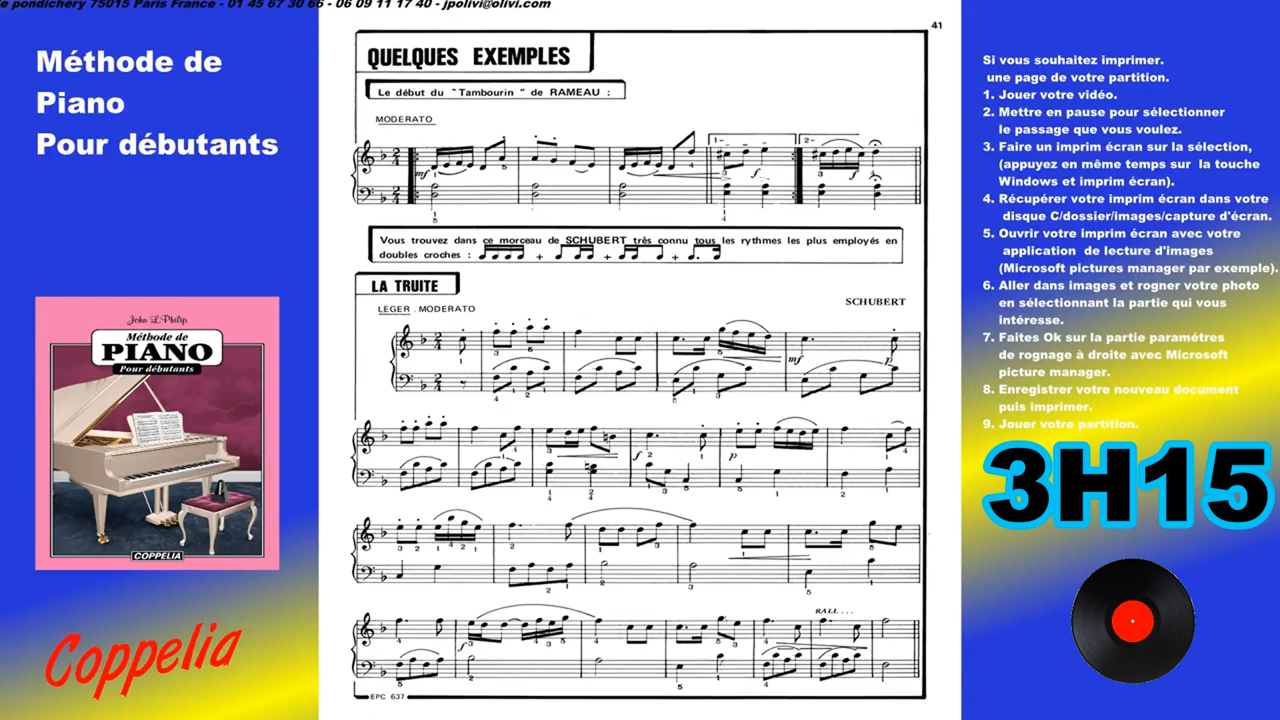 e pondichery 75015 Paris France - 01 45 67 30 66 - 06 09 11 17 40 - jpolivi@olivi.com
Méthode de
Piano
Pour débutants
John L.Philip
Méthode de
PIANO
Pour débutants
COPPELIA
Coppelia
41
QUELQUES EXEMPLES
Le début du "Tambourin" de RAMEAU :
MODERATO
Vous trouvez dans ce morceau de SCHUBERT très connu tous les rythmes les plus employés en
doubles croches :
LA TRUITE
SCHUBERT
LEGER . MODERATO
RALL ...
EPC 637
Si vous souhaitez imprimer.
une page de votre partition.
1. Jouer votre vidéo.
2. Mettre en pause pour sélectionner
le passage que vous voulez.
3. Faire un imprim écran sur la sélection,
(appuyez en même temps sur la touche
Windows et imprim écran).
4. Récupérer votre imprim écran dans votre
disque C/dossier/images/capture d'écran.
5. Ouvrir votre imprim écran avec votre
application de lecture d'images
(Microsoft pictures manager par exemple).
6. Aller dans images et rogner votre photo
en sélectionnant la partie qui vous
intéresse.
7. Faites Ok sur la partie paramétres
de rognage à droite avec Microsoft
picture manager.
8. Enregistrer votre nouveau document
puis imprimer.
9. Jouer votre partition.
3H15